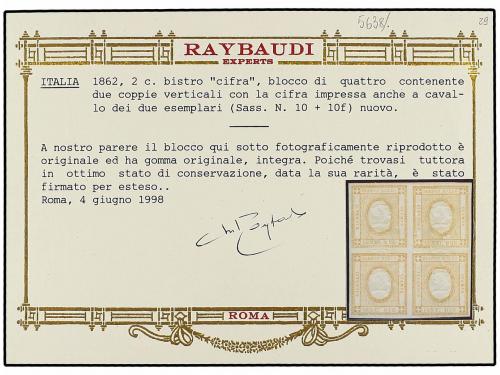 5638/.
29
RAYBAUDI
EXPERTS
ITALIA 1862, 2 c. bistro "cifra", blocco di quattro contenente
due coppie verticali con la cifra impressa anche a caval-
lo dei due esemplari (Sass. N. 10 + 10f) nuovo.
A nostro parere il blocco qui sotto fotograficamente riprodotto è
originale ed ha gomma originale, integra. Poiché trovasi tuttora
in ottimo stato di conservazione, data la sua rarità, è stato
firmato per esteso..
Roma, 4 giugno 1998
ROMA